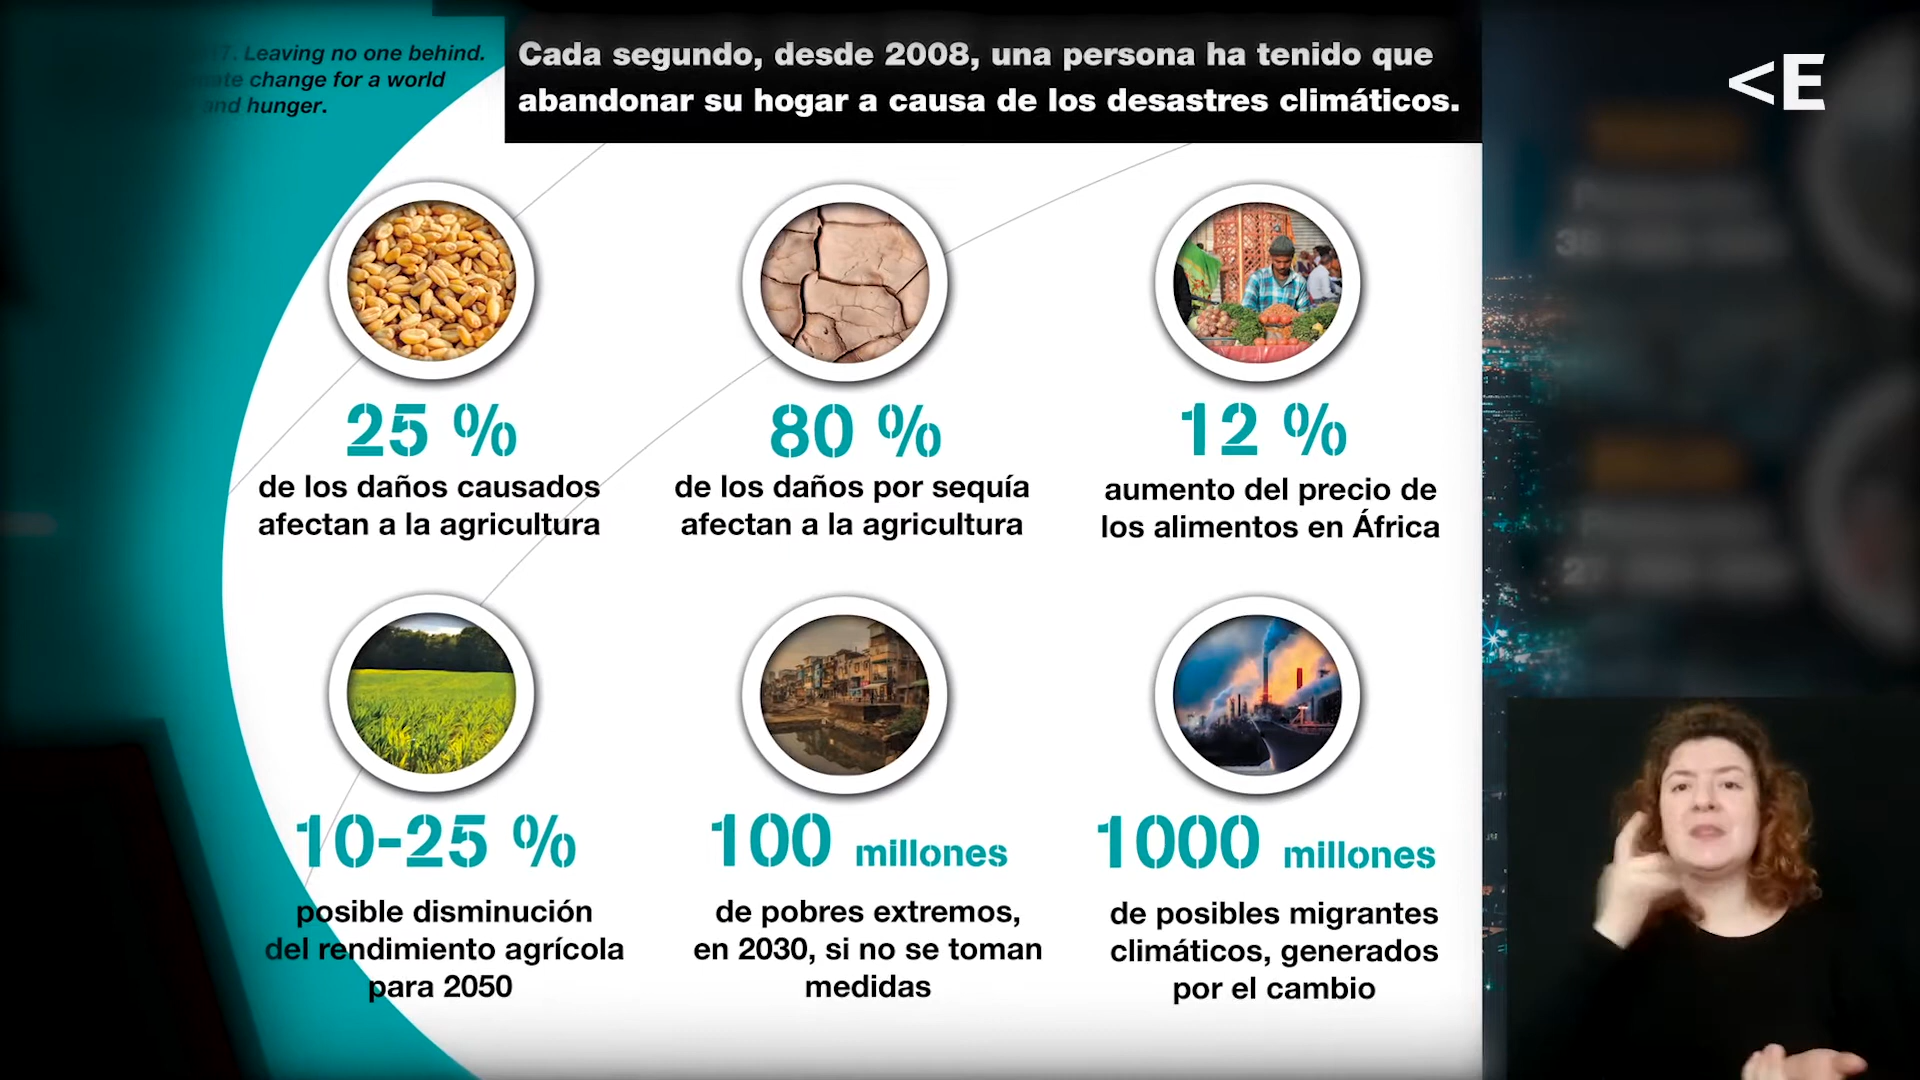 7. Leaving no one behind.
change for a world
and hunger.
Cada segundo, desde 2008, una persona ha tenido que
abandonar su hogar a causa de los desastres climáticos.
<E
25 %
de los daños causados
afectan a la agricultura
80 %
de los daños por sequía
afectan a la agricultura
12 %
aumento del precio de
los alimentos en África
10-25 %
posible disminución
del rendimiento agrícola
para 2050
100 millones
de pobres extremos,
en 2030, si no se toman
medidas
1000 millones
de posibles migrantes
climáticos, generados
por el cambio